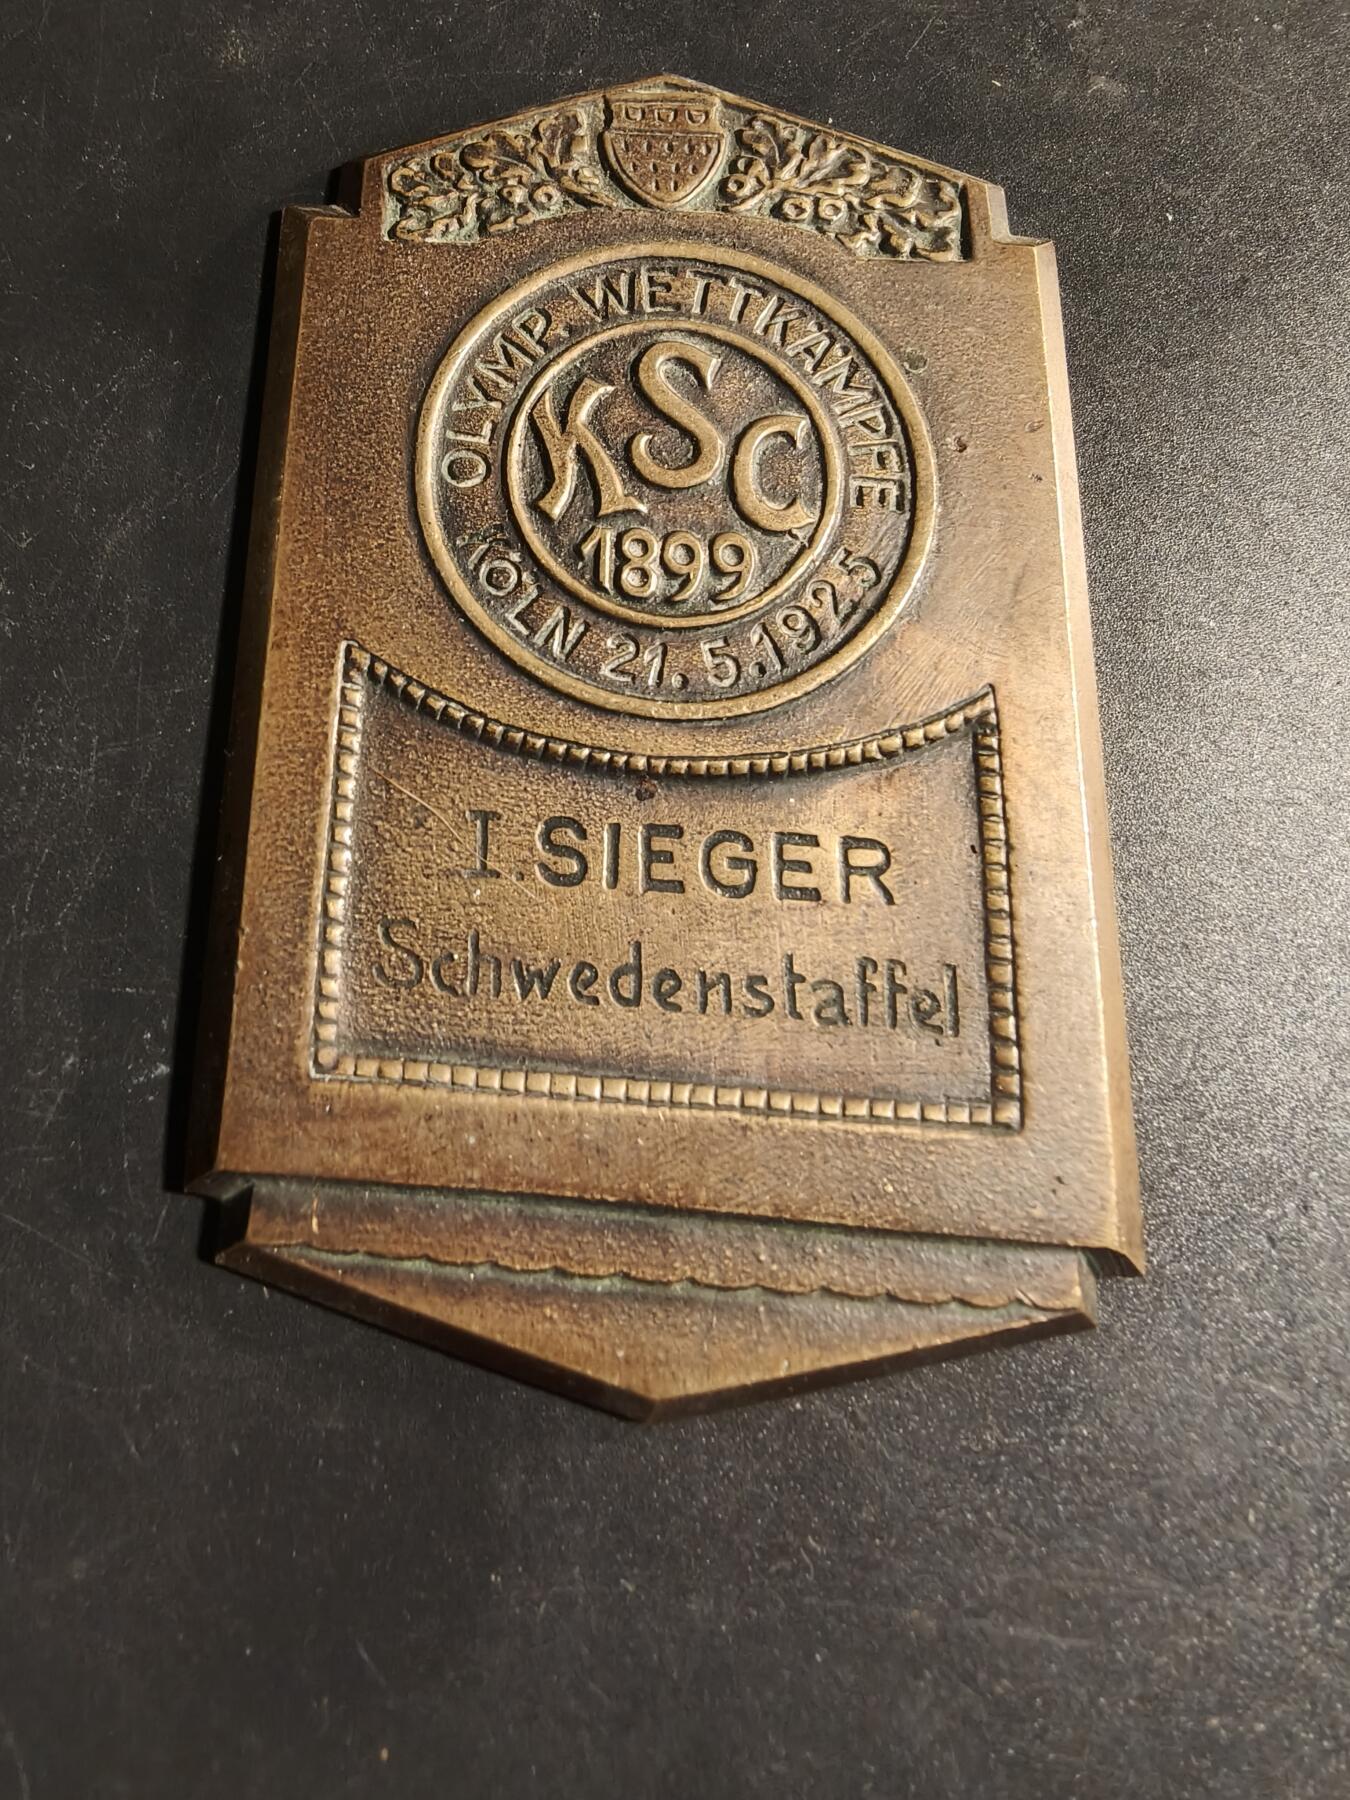 OLYMP. WETTKÄMPFE
KSC
1899
KÖLN 21.5.1925
I.SIEGER
Schwedenstaffel